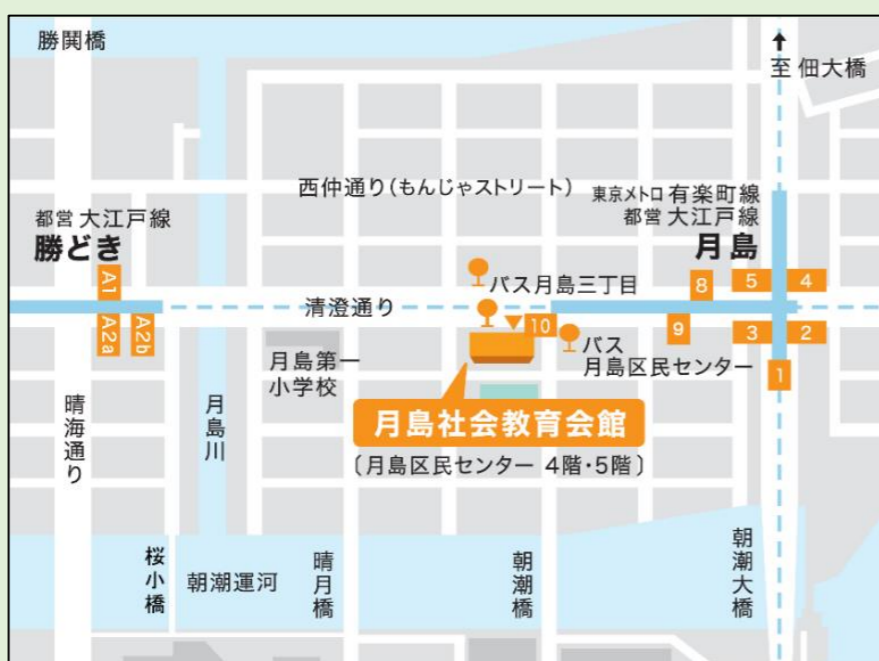 勝鬨橋
至 佃大橋
西仲通り(もんじゃストリート)
東京メトロ 有楽町線
都営 大江戸線
月島
都営 大江戸線
勝どき
A1
A2a
A2b
清澄通り
バス月島三丁目
8
5
4
10
9
3
2
1
バス
月島区民センター
月島第一
小学校
月島社会教育会館
〔月島区民センター 4階・5階〕
晴海通り
月島川
桜小橋
朝潮運河
晴月橋
朝潮橋
朝潮大橋